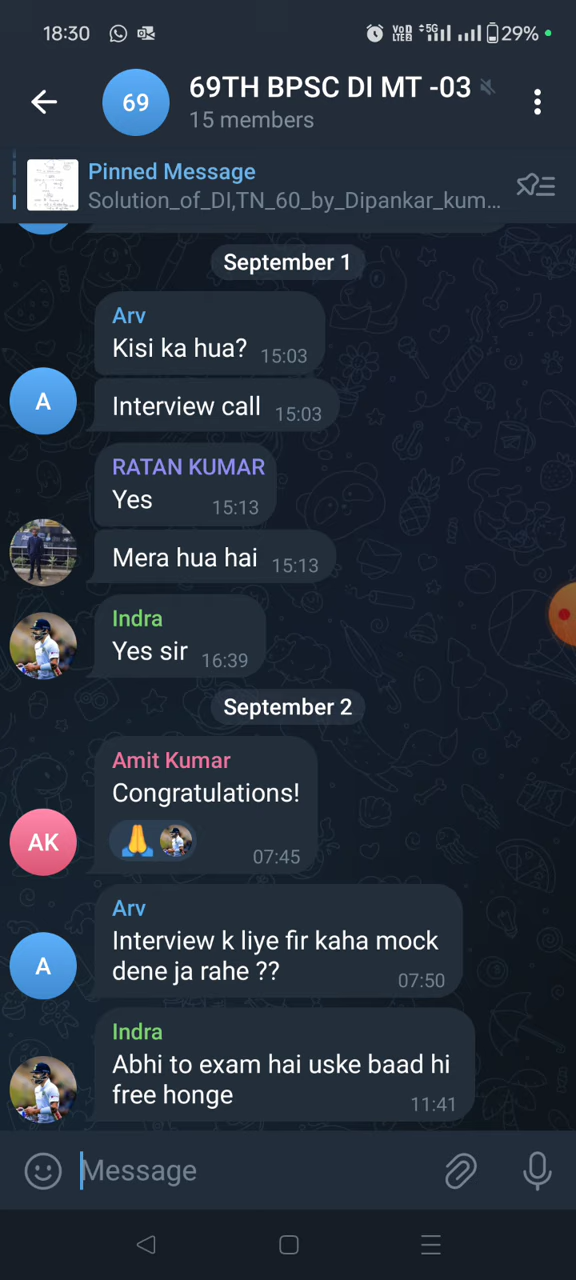 18:30
VoD
LTE2
5G
29%
69
69TH BPSC DI MT -03
15 members
Pinned Message
Solution_of_DI,TN_60_by_Dipankar_kum...
September 1
Arv
Kisi ka hua? 15:03
A
Interview call 15:03
RATAN KUMAR
Yes 15:13
Mera hua hai 15:13
Indra
Yes sir 16:39
September 2
Amit Kumar
Congratulations!
AK
07:45
Arv
Interview k liye fir kaha mock
A
dene ja rahe ??
07:50
Indra
Abhi to exam hai uske baad hi
free honge
11:41
Message